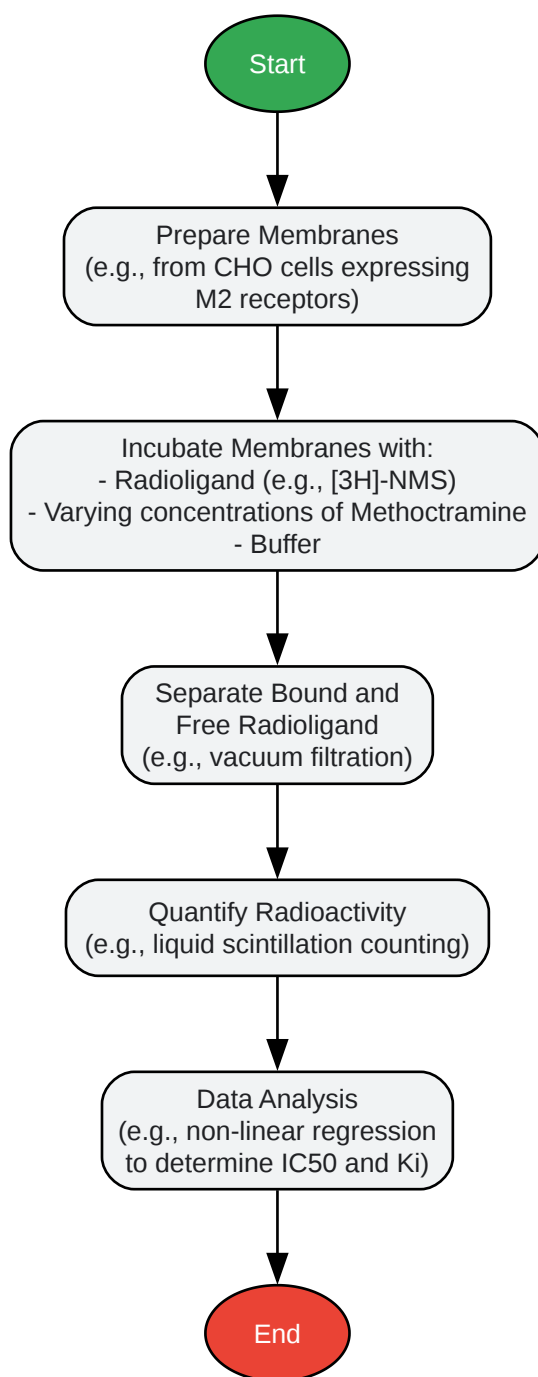 Start
Prepare Membranes
(e.g., from CHO cells expressing
M2 receptors)
Incubate Membranes with:
- Radioligand (e.g., [3H]-NMS)
- Varying concentrations of Methoctramine
- Buffer
Separate Bound and
Free Radioligand
(e.g., vacuum filtration)
Quantify Radioactivity
(e.g., liquid scintillation counting)
Data Analysis
(e.g., non-linear regression
to determine IC50 and Ki)
End